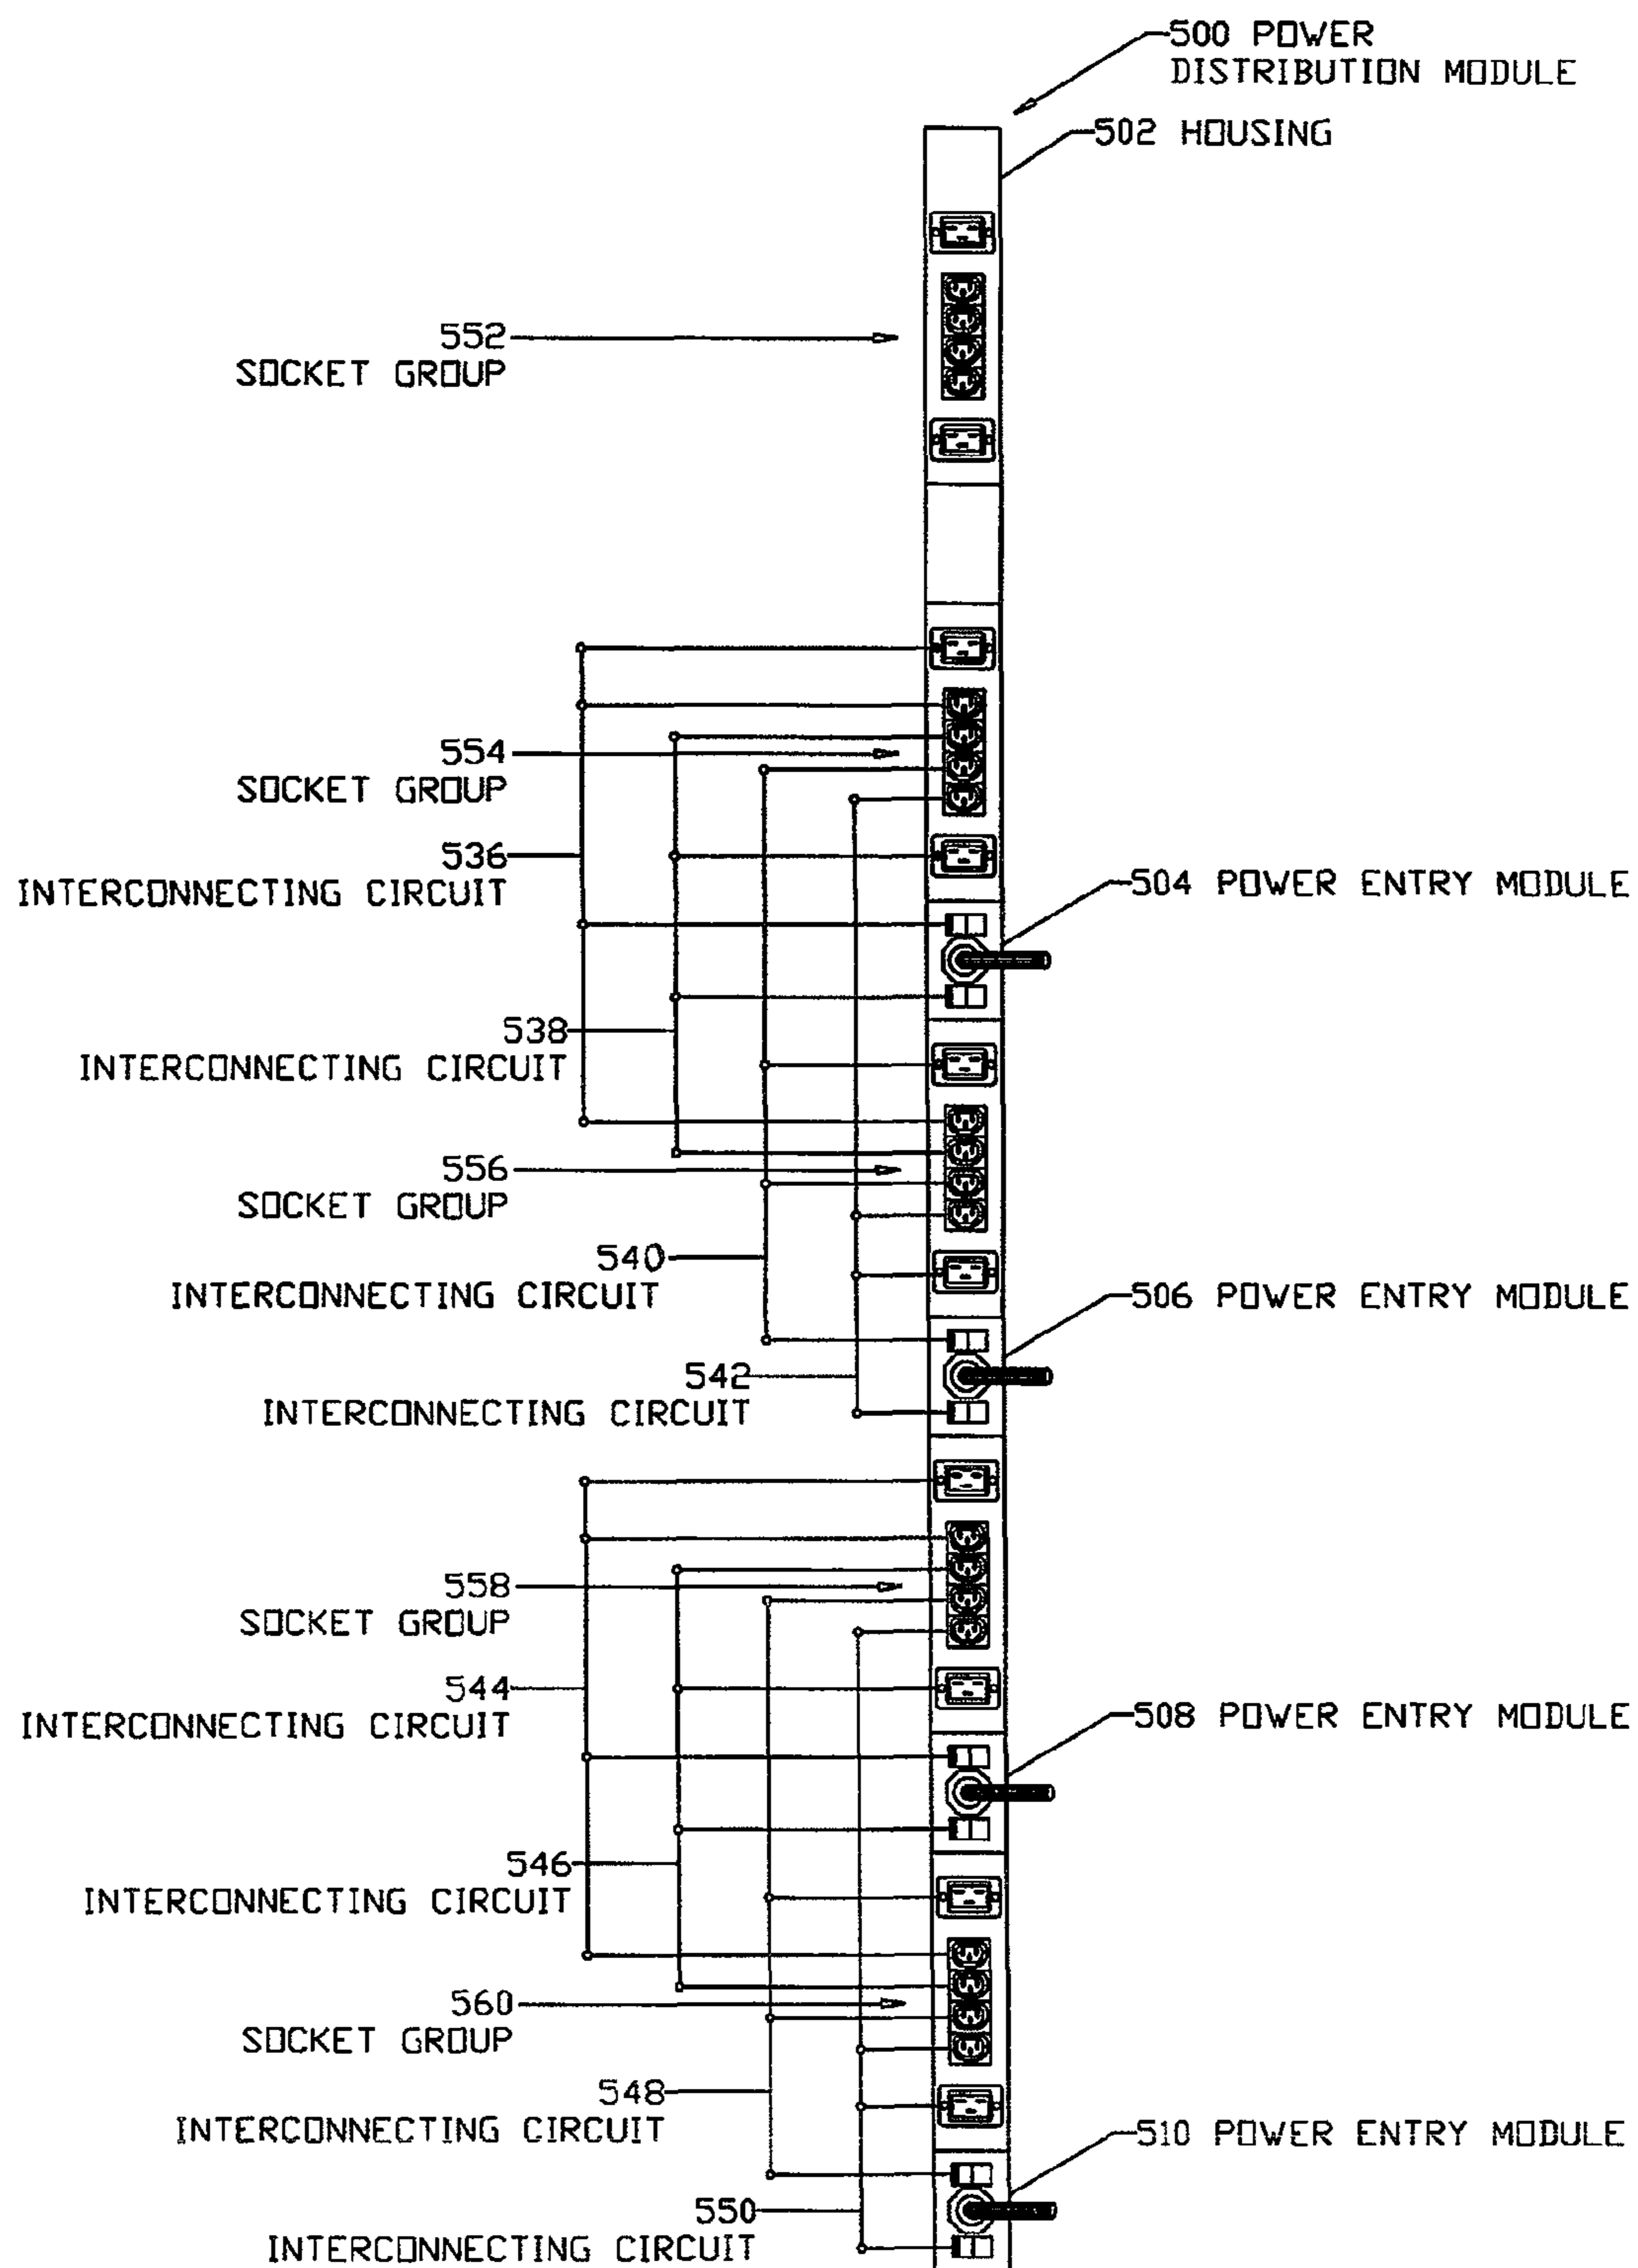 500 POWER
DISTRIBUTION MODULE
502 HOUSING
552
SOCKET GROUP
554
SOCKET GROUP
536
INTERCONNECTING CIRCUIT
504 POWER ENTRY MODULE
538
INTERCONNECTING CIRCUIT
556
SOCKET GROUP
540
INTERCONNECTING CIRCUIT
506 POWER ENTRY MODULE
542
INTERCONNECTING CIRCUIT
558
SOCKET GROUP
544
INTERCONNECTING CIRCUIT
508 POWER ENTRY MODULE
546
INTERCONNECTING CIRCUIT
560
SOCKET GROUP
548
INTERCONNECTING CIRCUIT
510 POWER ENTRY MODULE
550
INTERCONNECTING CIRCUIT